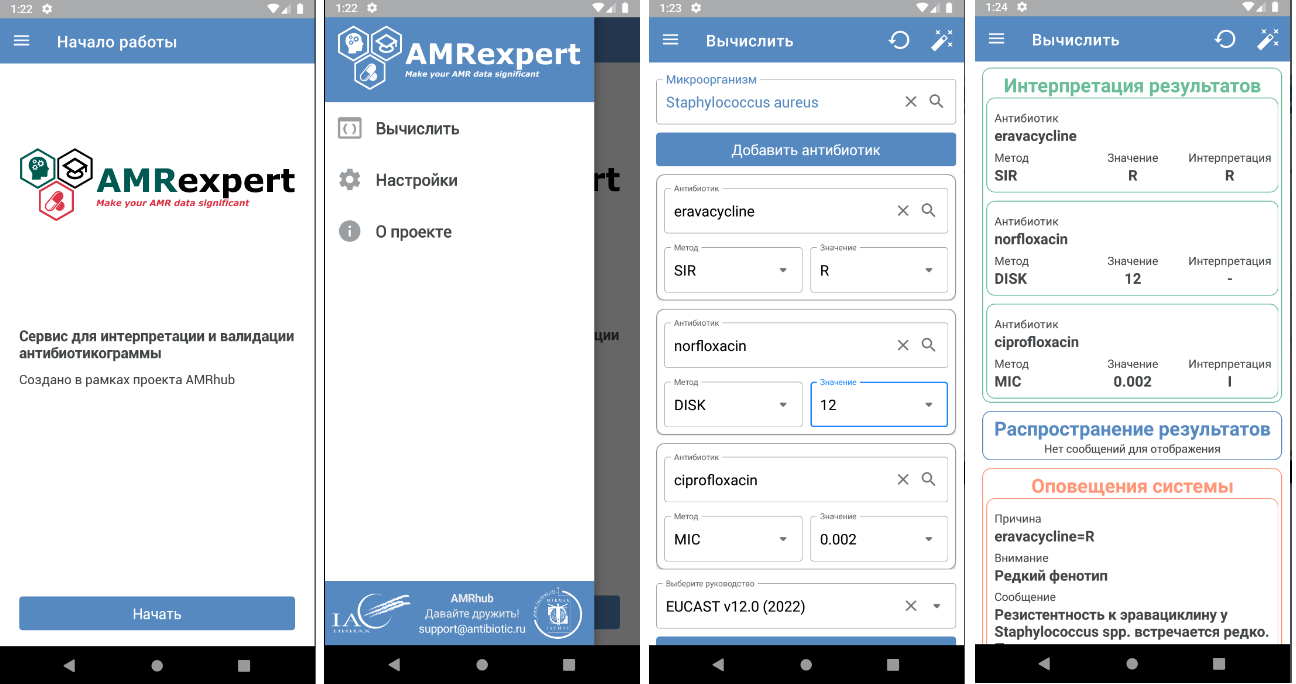 1:22
Начало работы
AMRexpert
Make your AMR data significant
Сервис для интерпретации и валидации
антибиотикограммы
Создано в рамках проекта AMRhub
Начать
1:22
AMRexpert
Make your AMR data significant
Вычислить
Настройки
О проекте
rt
ции
IAC
AMRhub
Давайте дружить!
support@antibiotic.ru
1:23
Вычислить
Микроорганизм
Staphylococcus aureus
Добавить антибиотик
Антибиотик
eravacycline
Метод
Значение
SIR
R
Антибиотик
norfloxacin
Метод
Значение
DISK
12
Антибиотик
ciprofloxacin
Метод
Значение
MIC
0.002
Выберите руководство
EUCAST v12.0 (2022)
1:24
Вычислить
Интерпретация результатов
Антибиотик
eravacycline
Метод Значение Интерпретация
SIR R R
Антибиотик
norfloxacin
Метод Значение Интерпретация
DISK 12 -
Антибиотик
ciprofloxacin
Метод Значение Интерпретация
MIC 0.002 I
Распространение результатов
Нет сообщений для отображения
Оповещения системы
Причина
eravacycline=R
Внимание
Редкий фенотип
Сообщение
Резистентность к эравациклину у
Staphylococcus spp. встречается редко.